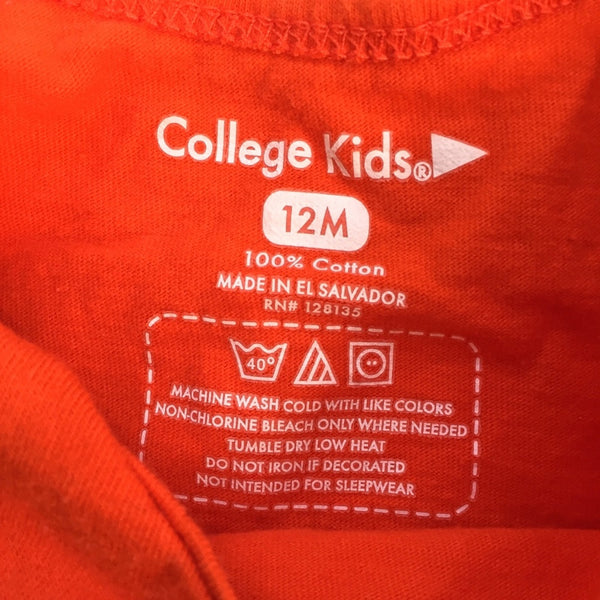 College Kids®
12M
100% Cotton
MADE IN EL SALVADOR
RN# 128135
40°
MACHINE WASH COLD WITH LIKE COLORS
NON-CHLORINE BLEACH ONLY WHERE NEEDED
TUMBLE DRY LOW HEAT
DO NOT IRON IF DECORATED
NOT INTENDED FOR SLEEPWEAR